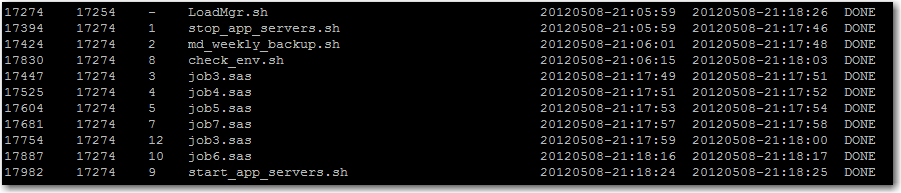 17274 17254 - LoadMgr.sh 20120508-21:05:59 20120508-21:18:26 DONE
17394 17274 1 stop_app_servers.sh 20120508-21:05:59 20120508-21:17:46 DONE
17424 17274 2 md_weekly_backup.sh 20120508-21:06:01 20120508-21:17:48 DONE
17830 17274 8 check_env.sh 20120508-21:06:15 20120508-21:18:03 DONE
17447 17274 3 job3.sas 20120508-21:17:49 20120508-21:17:51 DONE
17525 17274 4 job4.sas 20120508-21:17:51 20120508-21:17:52 DONE
17604 17274 5 job5.sas 20120508-21:17:53 20120508-21:17:54 DONE
17681 17274 7 job7.sas 20120508-21:17:57 20120508-21:17:58 DONE
17754 17274 12 job3.sas 20120508-21:17:59 20120508-21:18:00 DONE
17887 17274 10 job6.sas 20120508-21:18:16 20120508-21:18:17 DONE
17982 17274 9 start_app_servers.sh 20120508-21:18:24 20120508-21:18:25 DONE